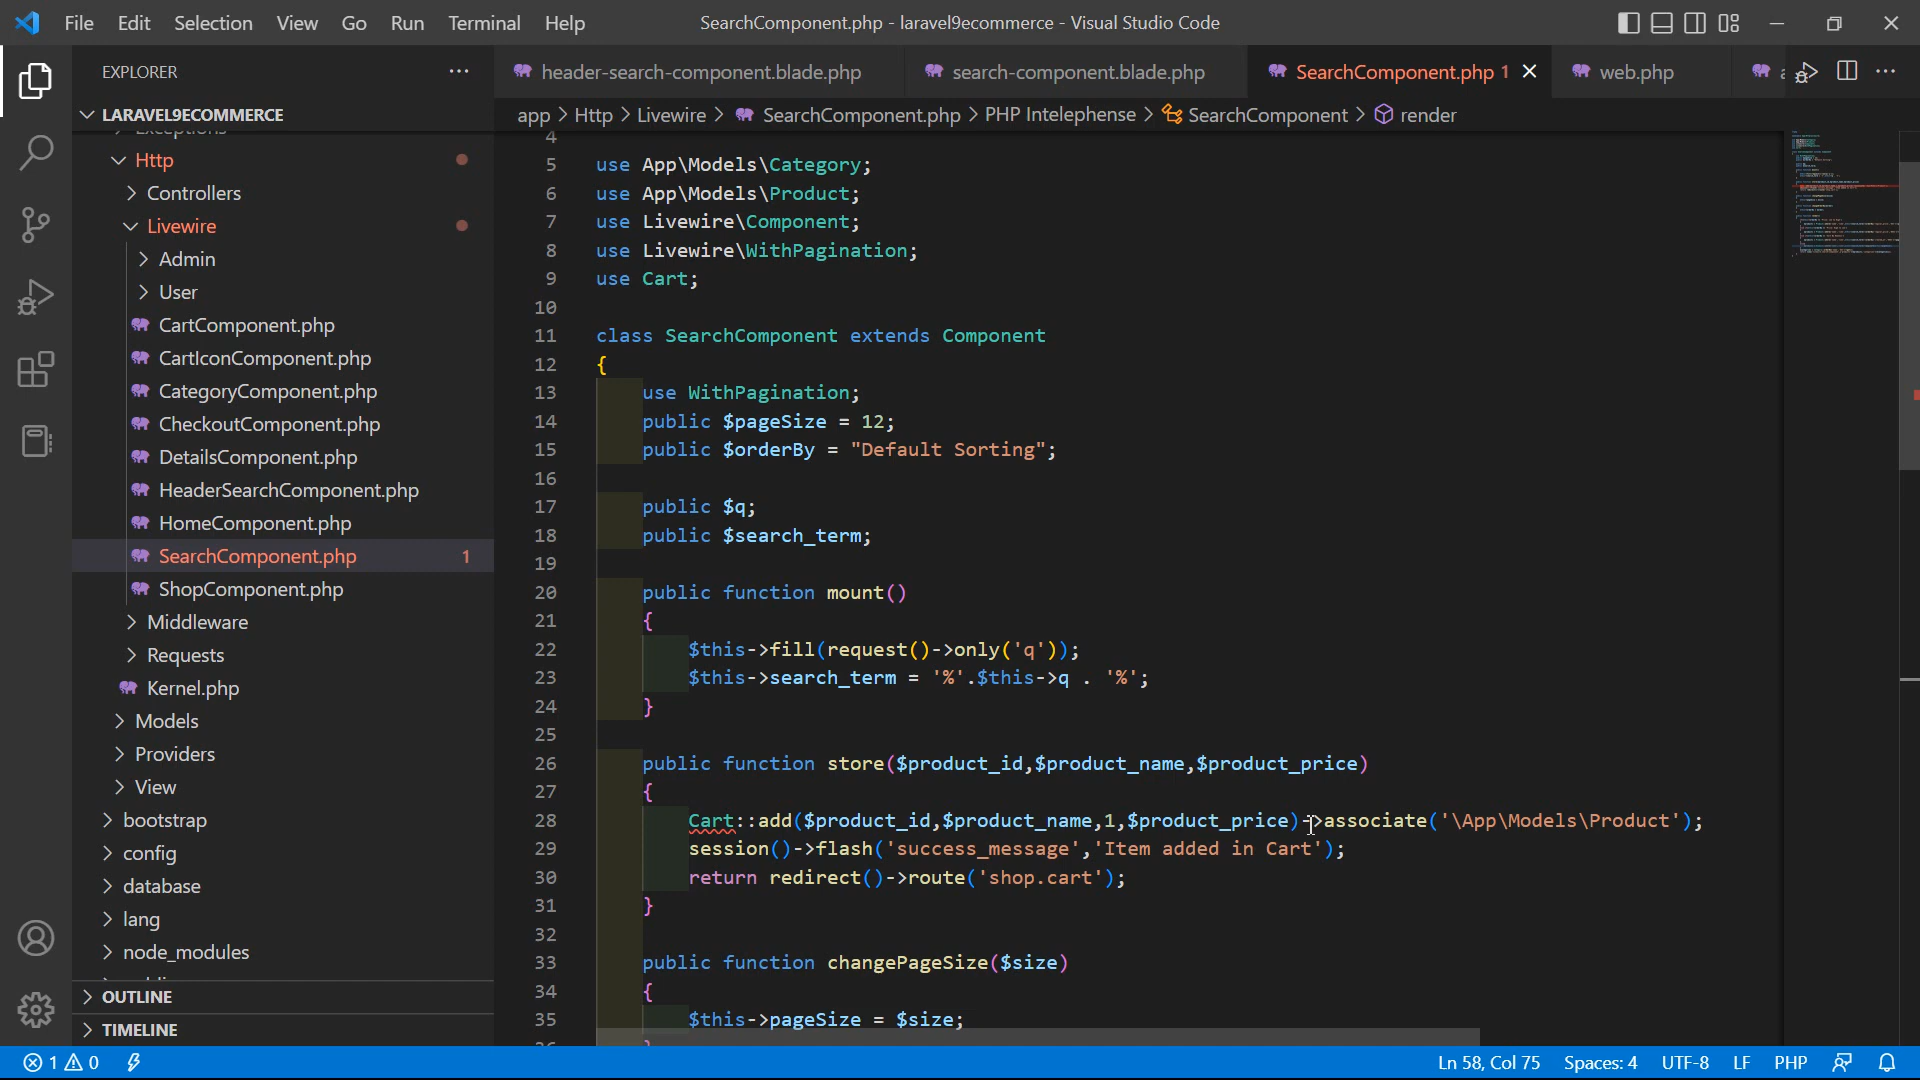 File Edit Selection View Go Run Terminal Help
SearchComponent.php - laravel9ecommerce - Visual Studio Code
EXPLORER
LARAVEL9ECOMMERCE
Http
Controllers
Livewire
Admin
User
CartComponent.php
CartIconComponent.php
CategoryComponent.php
CheckoutComponent.php
DetailsComponent.php
HeaderSearchComponent.php
HomeComponent.php
SearchComponent.php 1
ShopComponent.php
Middleware
Requests
Kernel.php
Models
Providers
View
bootstrap
config
database
lang
node_modules
OUTLINE
TIMELINE
header-search-component.blade.php search-component.blade.php SearchComponent.php 1 web.php
app > Http > Livewire > SearchComponent.php > PHP Intelephense > SearchComponent > render
4
5 use App\Models\Category;
6 use App\Models\Product;
7 use Livewire\Component;
8 use Livewire\WithPagination;
9 use Cart;
10
11 class SearchComponent extends Component
12 {
13 use WithPagination;
14 public $pageSize = 12;
15 public $orderBy = "Default Sorting";
16
17 public $q;
18 public $search_term;
19
20 public function mount()
21 {
22 $this->fill(request()->only('q'));
23 $this->search_term = '%'.$this->q . '%';
24 }
25
26 public function store($product_id,$product_name,$product_price)
27 {
28 Cart::add($product_id,$product_name,1,$product_price)->associate('\App\Models\Product');
29 session()->flash('success_message','Item added in Cart');
30 return redirect()->route('shop.cart');
31 }
32
33 public function changePageSize($size)
34 {
35 $this->pageSize = $size;
1 0
Ln 58, Col 75 Spaces: 4 UTF-8 LF PHP